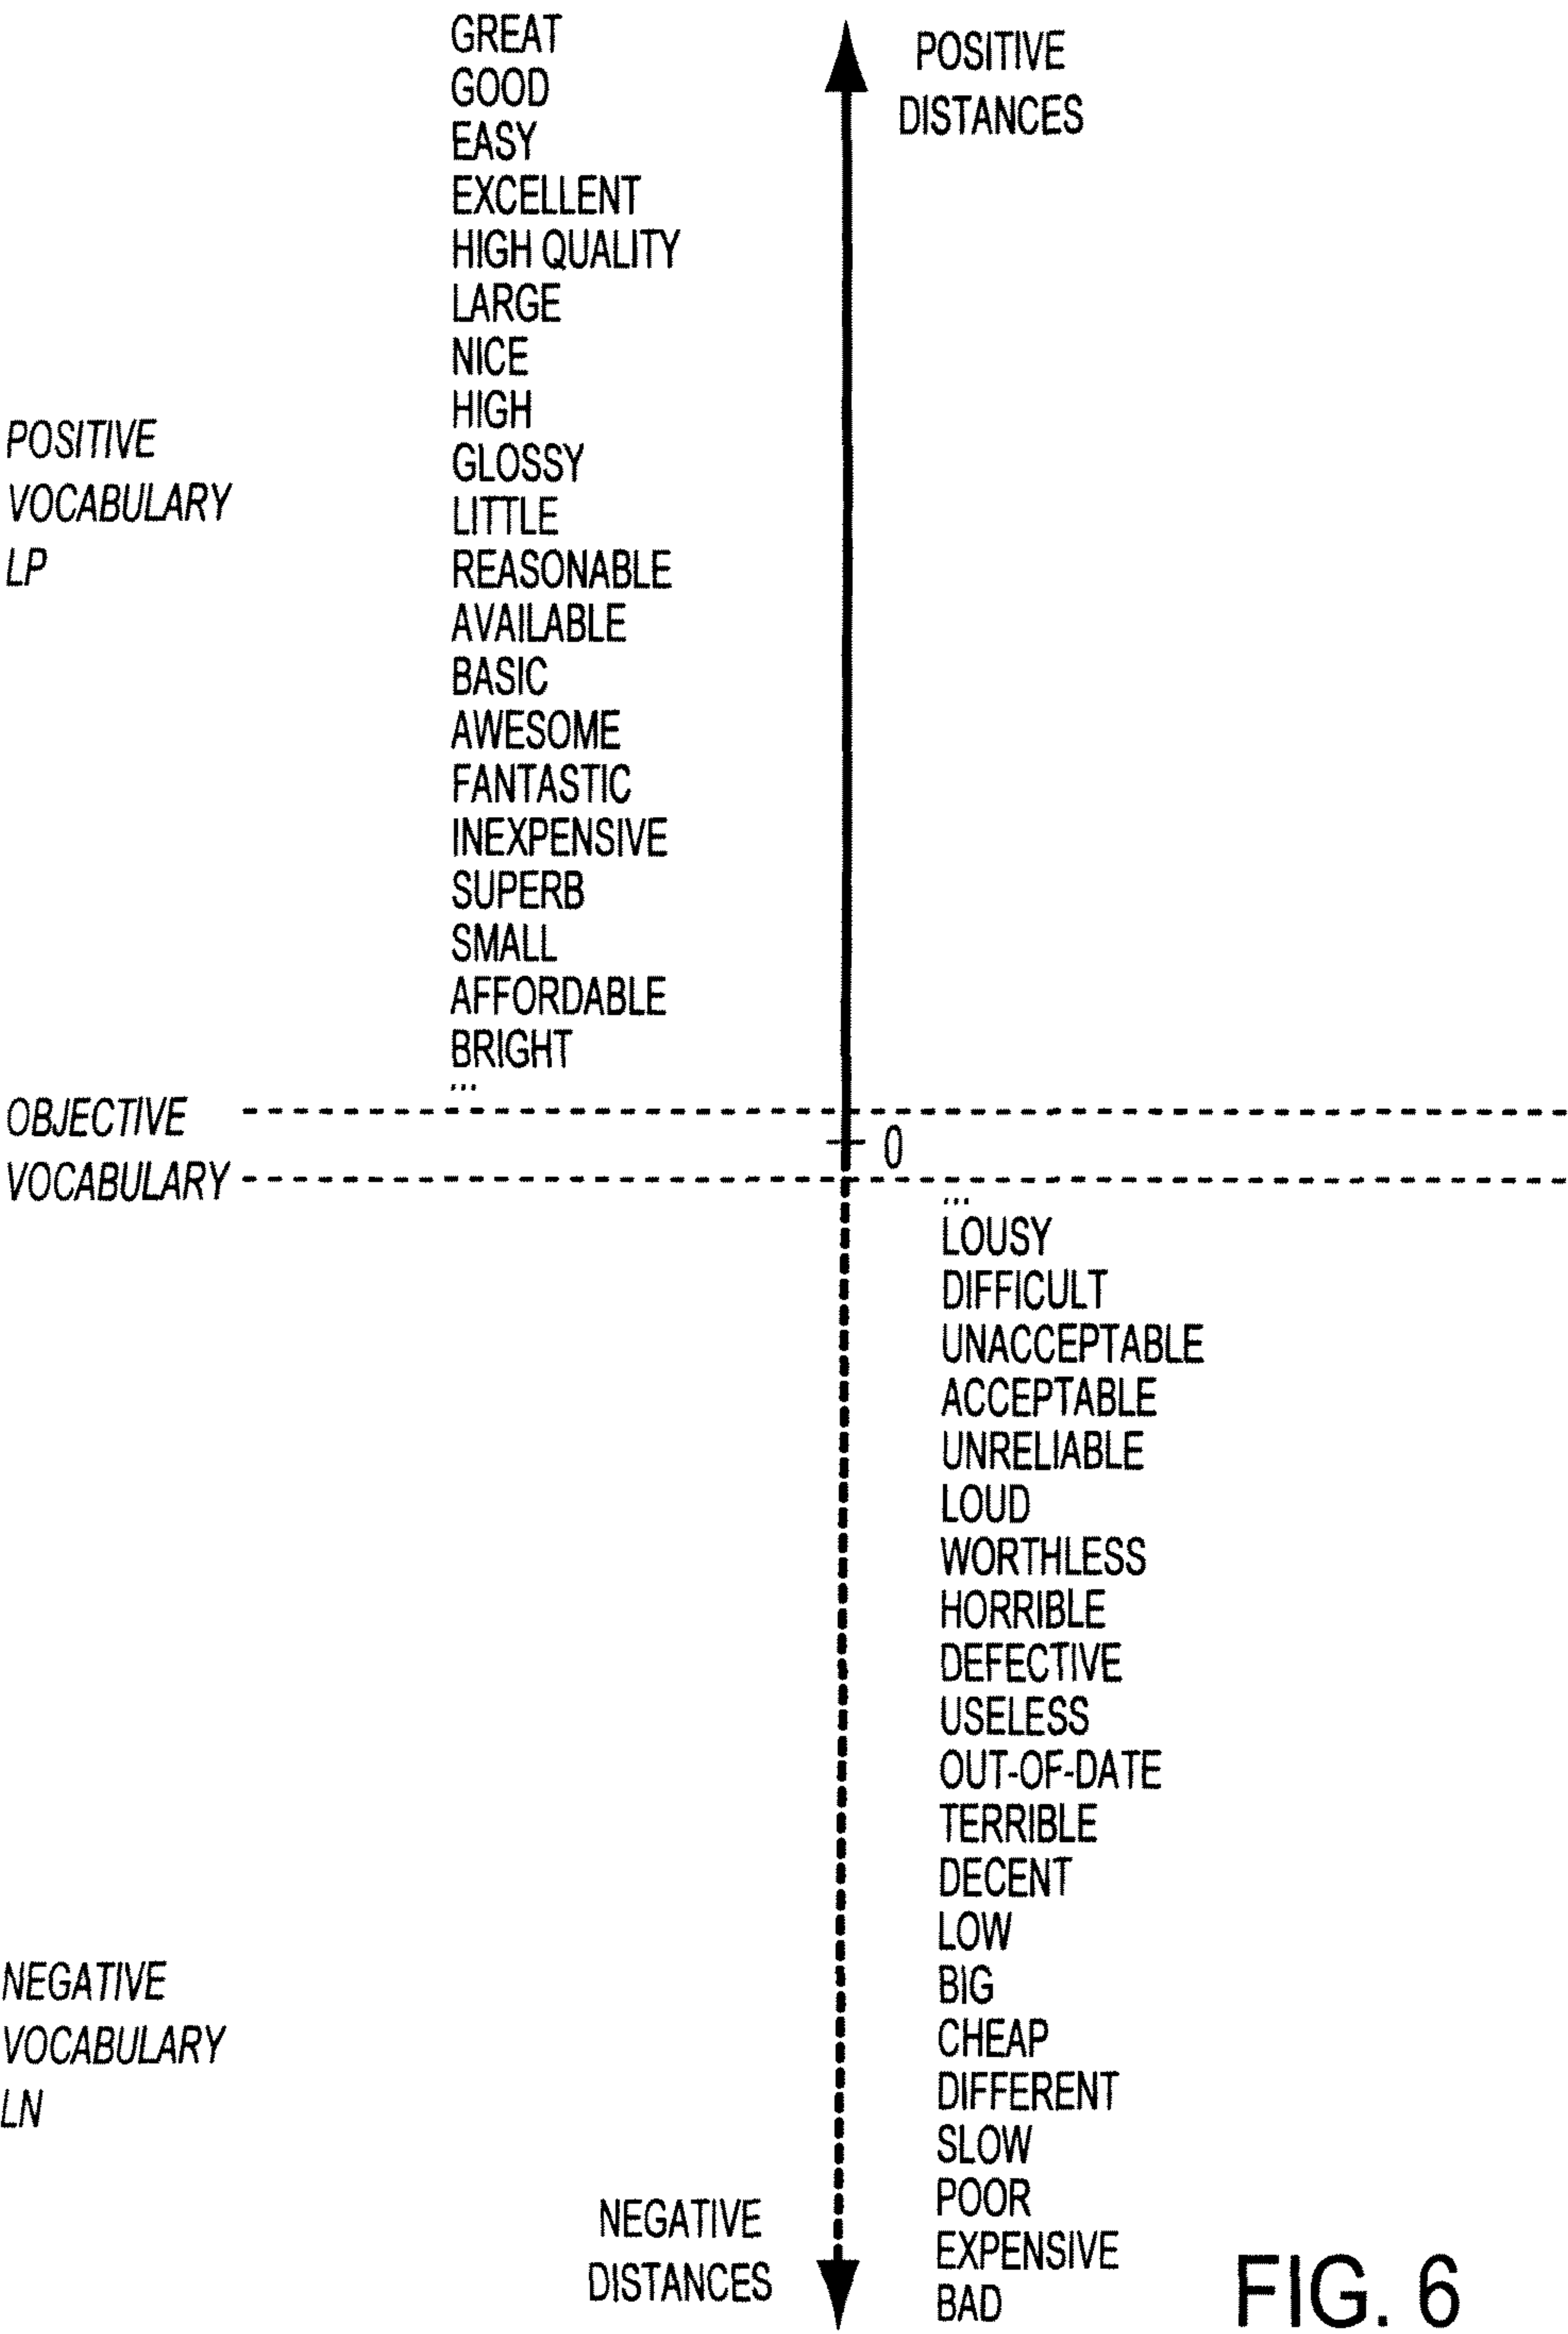 GREAT
GOOD
EASY
EXCELLENT
HIGH QUALITY
LARGE
NICE
HIGH
GLOSSY
LITTLE
REASONABLE
AVAILABLE
BASIC
AWESOME
FANTASTIC
INEXPENSIVE
SUPERB
SMALL
AFFORDABLE
BRIGHT
...
POSITIVE
DISTANCES
POSITIVE
VOCABULARY
LP
OBJECTIVE
VOCABULARY
0
...
LOUSY
DIFFICULT
UNACCEPTABLE
ACCEPTABLE
UNRELIABLE
LOUD
WORTHLESS
HORRIBLE
DEFECTIVE
USELESS
OUT-OF-DATE
TERRIBLE
DECENT
LOW
BIG
CHEAP
DIFFERENT
SLOW
POOR
EXPENSIVE
BAD
NEGATIVE
VOCABULARY
LN
NEGATIVE
DISTANCES
FIG. 6